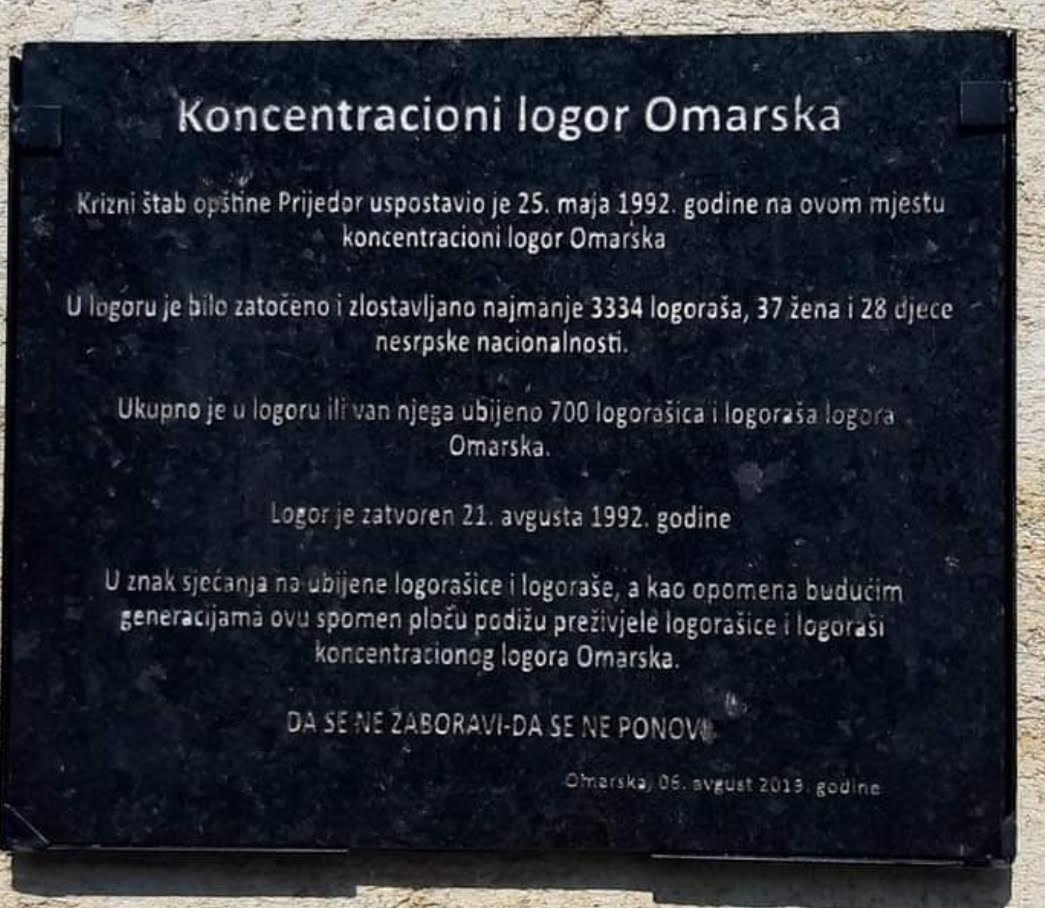 Koncentracioni logor Omarska
Krizni štab opštine Prijedor uspostavio je 25. maja 1992. godine na ovom mjestu
koncentracioni logor Omarska
U logoru je bilo zatočeno i zlostavljano najmanje 3334 logoraša, 37 žena i 28 djece
nesrpske nacionalnosti.
Ukupno je u logoru ili van njega ubijeno 700 logorašica i logoraša logora
Omarska.
Logor je zatvoren 21. avgusta 1992. godine
U znak sjećanja na ubijene logorašice i logoraše, a kao opomena budućim
generacijama ovu spomen ploču podižu preživjele logorašice i logoraši
koncentracionog logora Omarska.
DA SE NE ZABORAVI-DA SE NE PONOVI
Omarska, 06. avgust 2013. godine